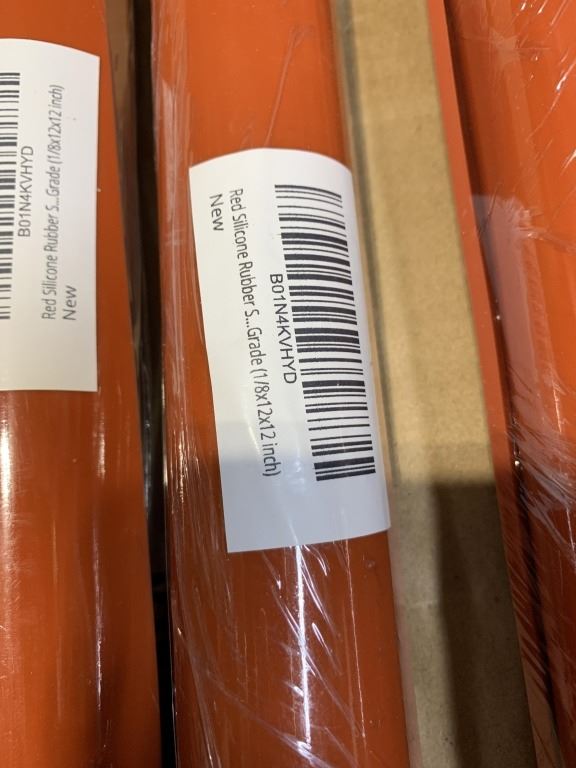 B01N4KVHYD
Red Silicone Rubber S...Grade (1/8x12x12 inch)
New
B01N4KVHYD
Red Silicone Rubber S...Grade (1/8x12x12 inch)
New